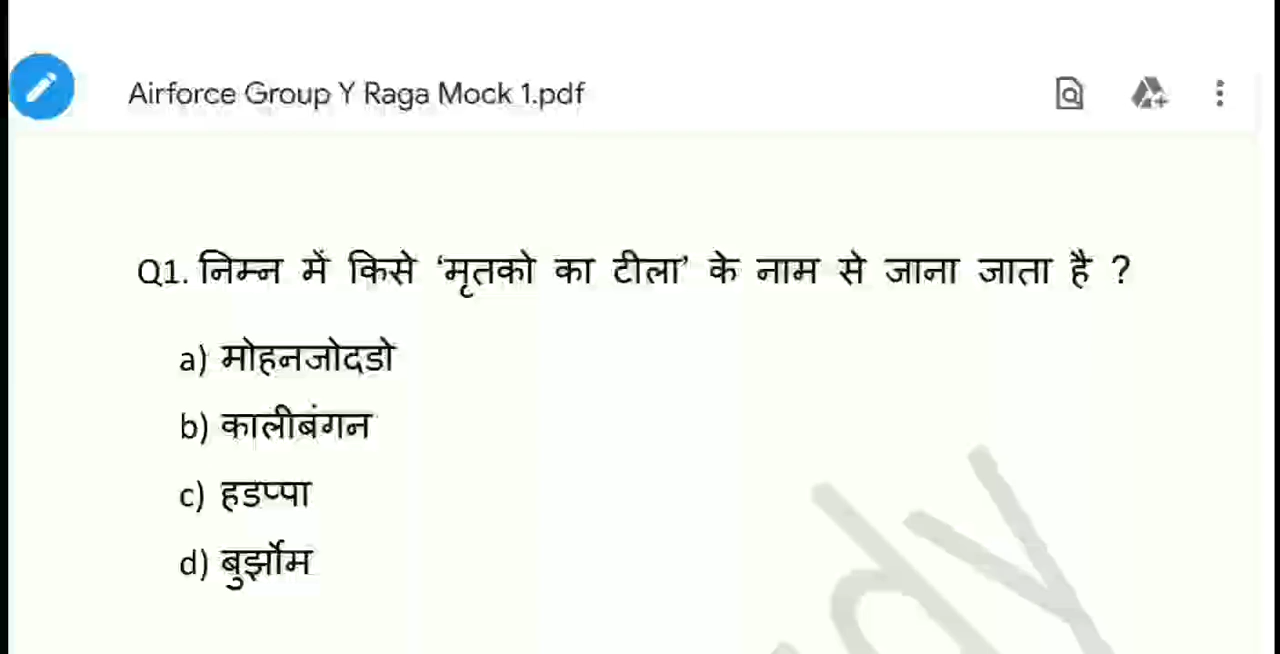 Airforce Group Y Raga Mock 1.pdf
Q1. निम्न में किसे ‘मृतको का टीला’ के नाम से जाना जाता है ?
a) मोहनजोदडो
b) कालीबंगन
c) हडप्पा
d) बुर्झोम